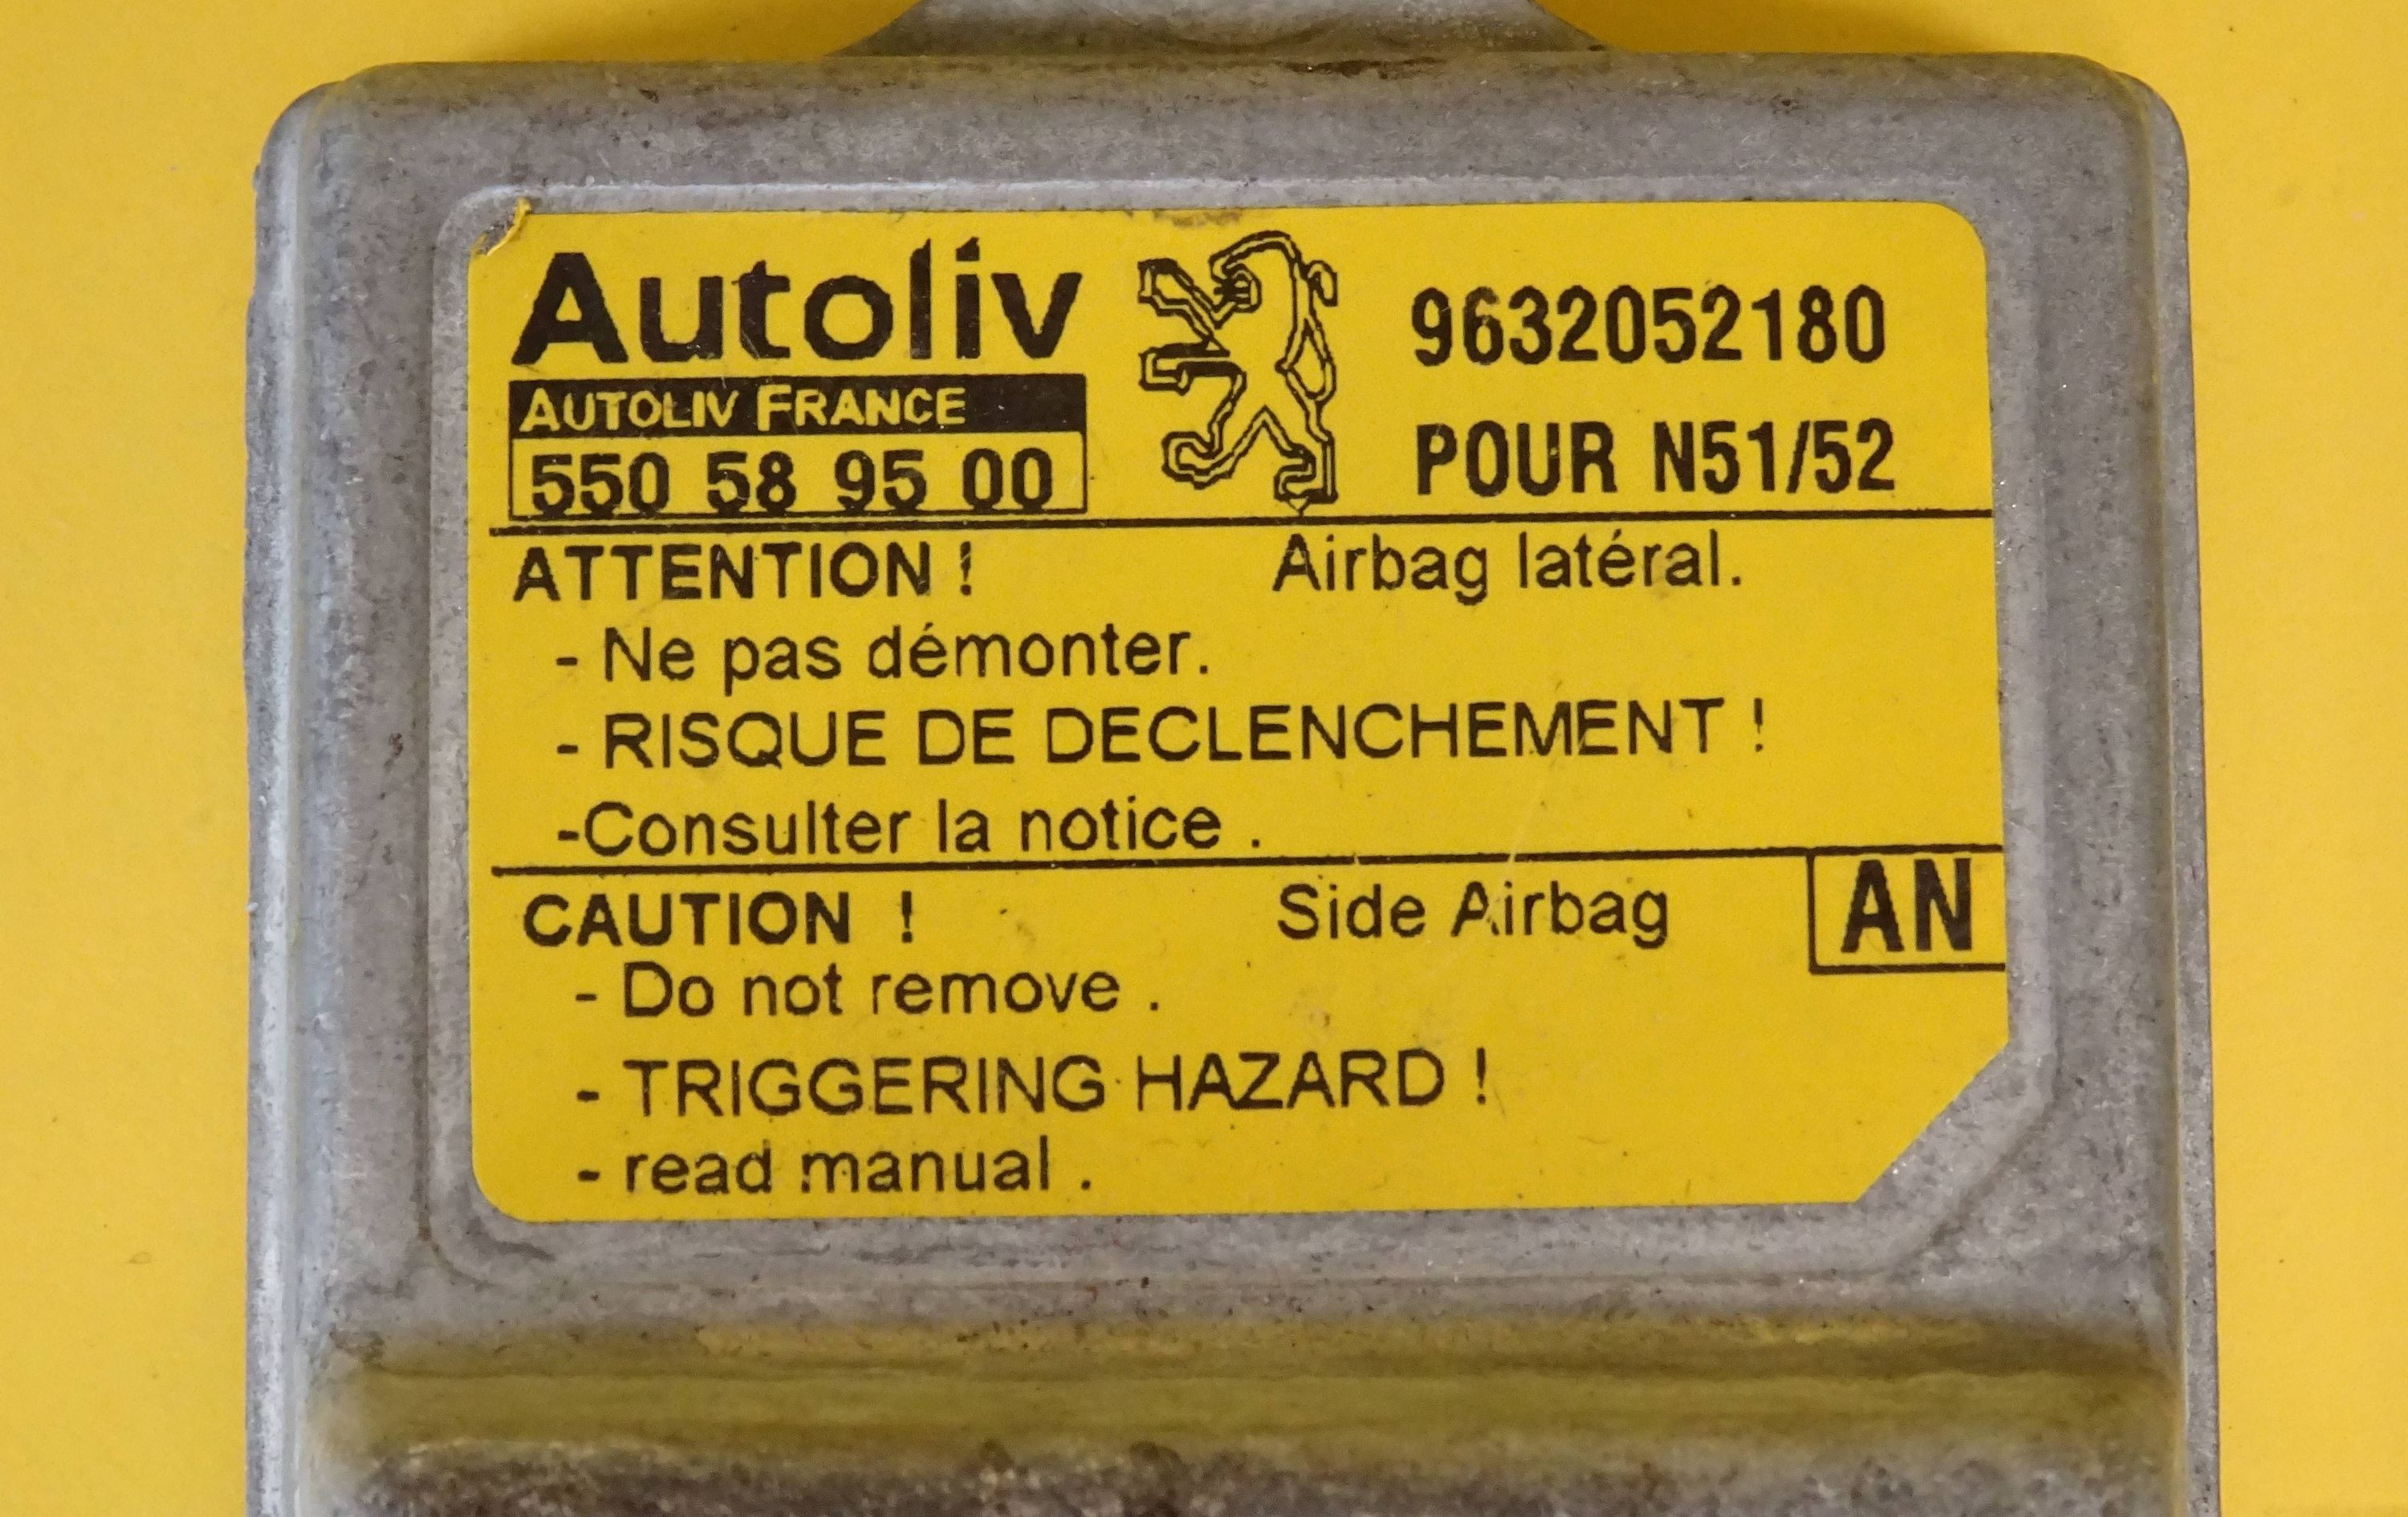 Autoliv 9632052180
AUTOLIV FRANCE
550 58 95 00 POUR N51/52
ATTENTION ! Airbag latéral.
- Ne pas démonter.
- RISQUE DE DECLENCHEMENT !
-Consulter la notice .
CAUTION ! Side Airbag AN
- Do not remove .
- TRIGGERING HAZARD !
- read manual .